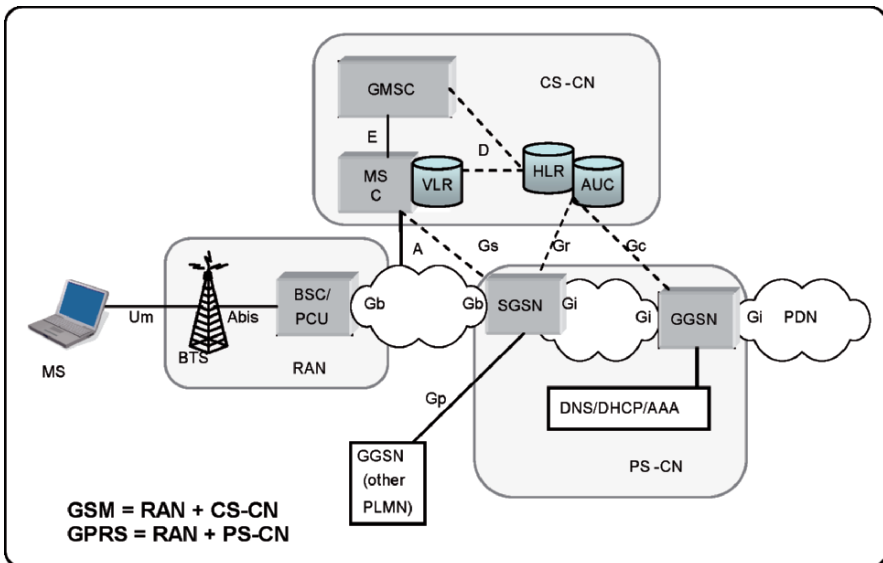 GMSC
CS-CN
E
D
MS
C
VLR
HLR
AUC
A
Gs
Gr
Gc
BSC/
PCU
Gb
Gb
SGSN
Gi
Gi
GGSN
Gi
PDN
Um
Abis
BTS
MS
RAN
Gp
DNS/DHCP/AAA
GGSN
(other
PLMN)
PS-CN
GSM = RAN + CS-CN
GPRS = RAN + PS-CN